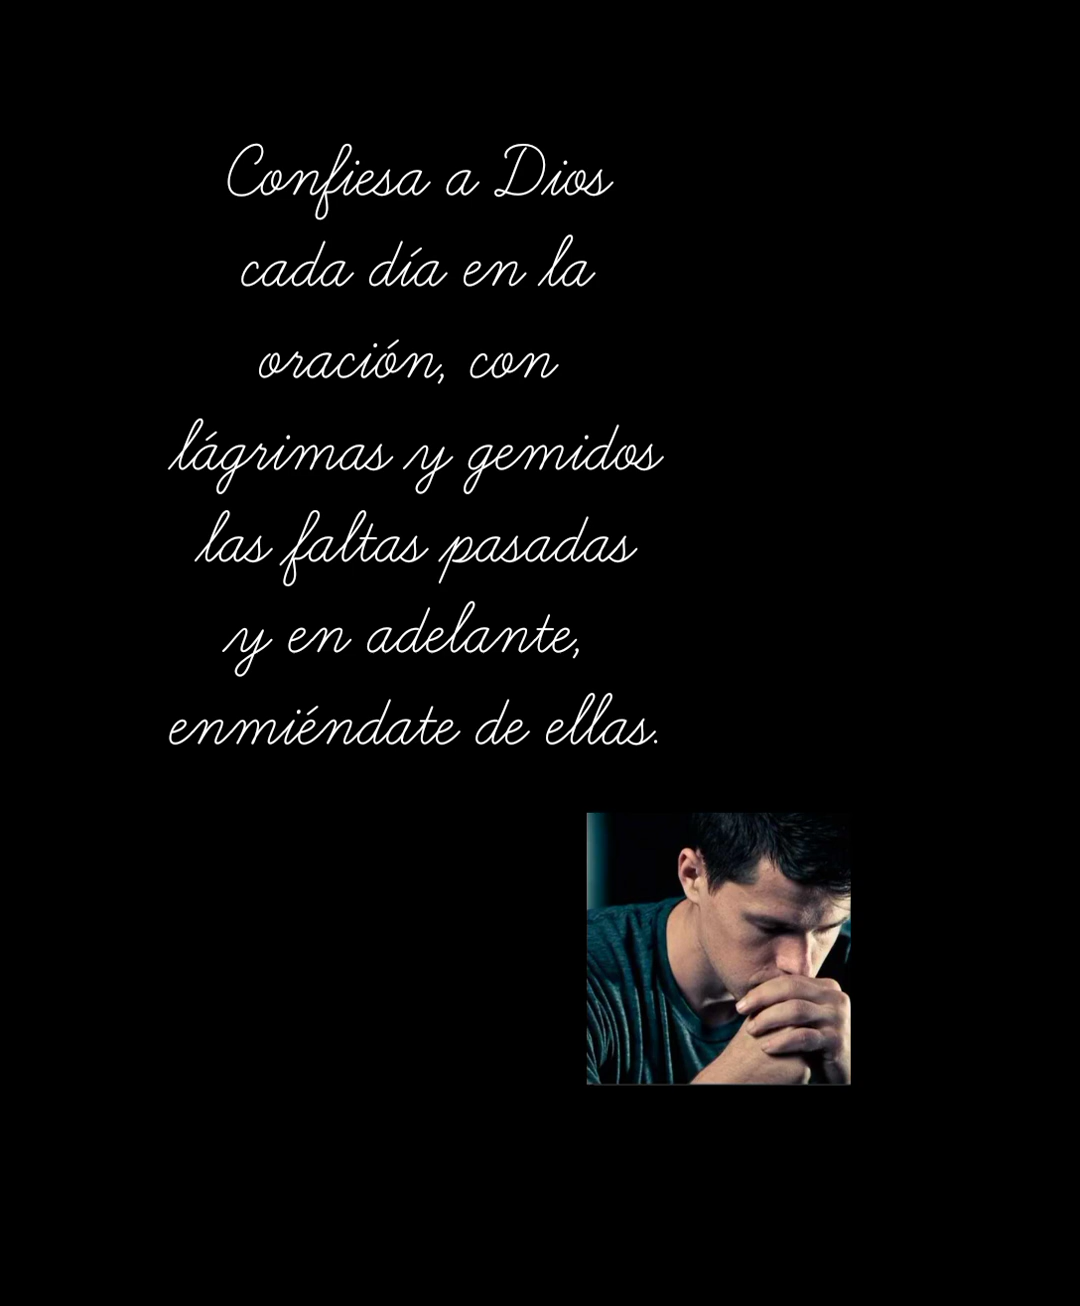 Confiesa a Dios
cada día en la
oración, con
lágrimas y gemidos
las faltas pasadas
y en adelante,
enmiéndate de ellas.